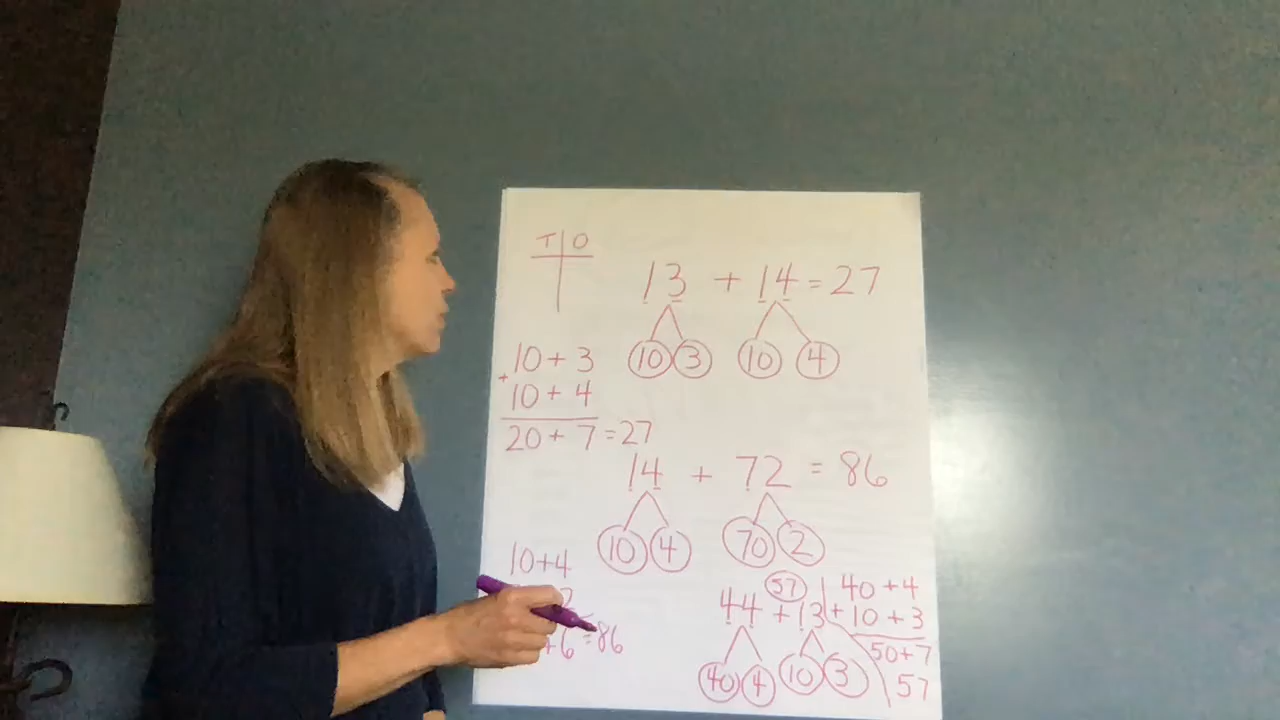 T O
13 + 14 = 27
10 3 10 4
10 + 3
+ 10 + 4
20 + 7 = 27
14 + 72 = 86
10 4 70 2
10+4
2
+6 = 86
44 + 13
57
40 4 10 3
40 + 4
+ 10 + 3
50+7
57